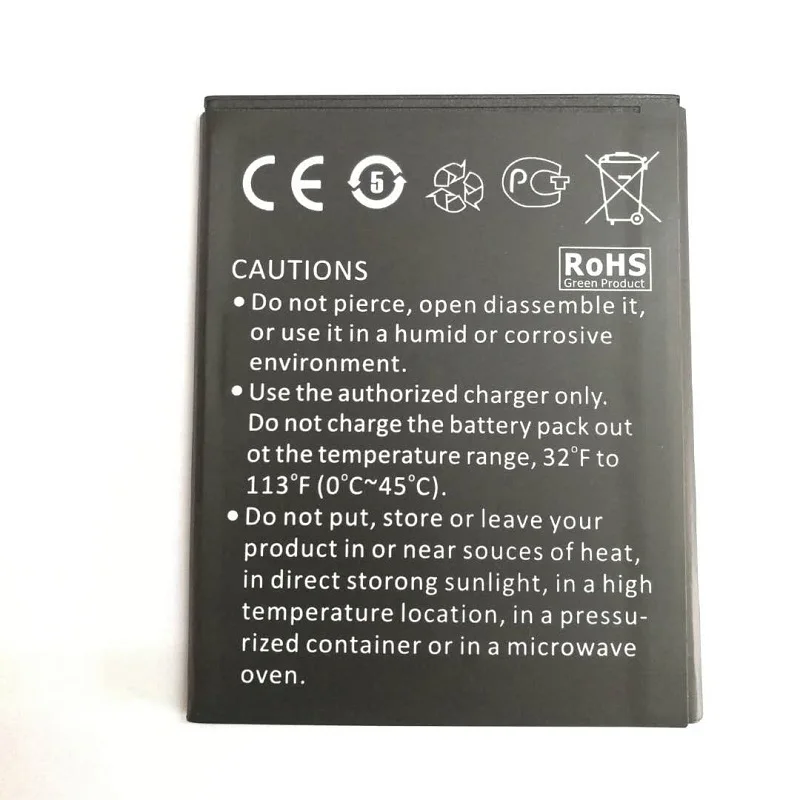 CE 5 PCT
CAUTIONS
RoHS
Green Product
• Do not pierce, open diassemble it,
or use it in a humid or corrosive
environment.
• Use the authorized charger only.
Do not charge the battery pack out
ot the temperature range, 32°F to
113°F (0°C~45°C).
• Do not put, store or leave your
product in or near souces of heat,
in direct storong sunlight, in a high
temperature location, in a pressu-
rized container or in a microwave
oven.